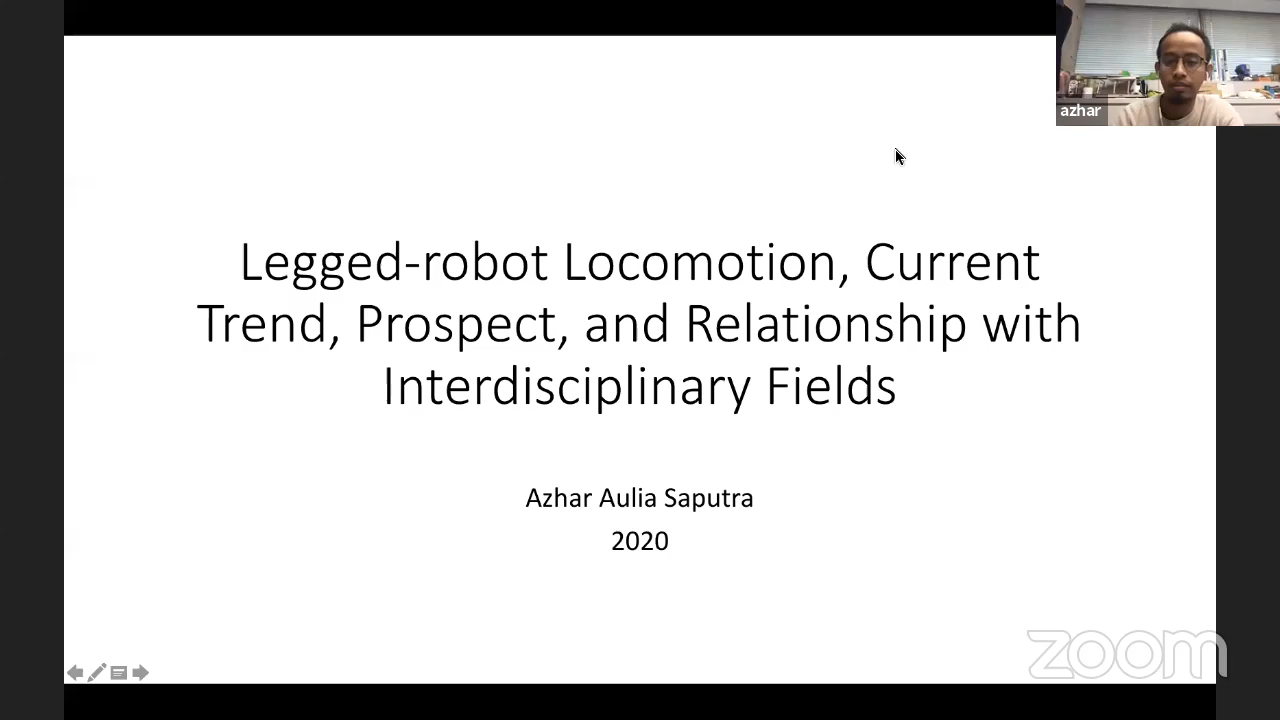 azhar
Legged-robot Locomotion, Current
Trend, Prospect, and Relationship with
Interdisciplinary Fields
Azhar Aulia Saputra
2020
zoom